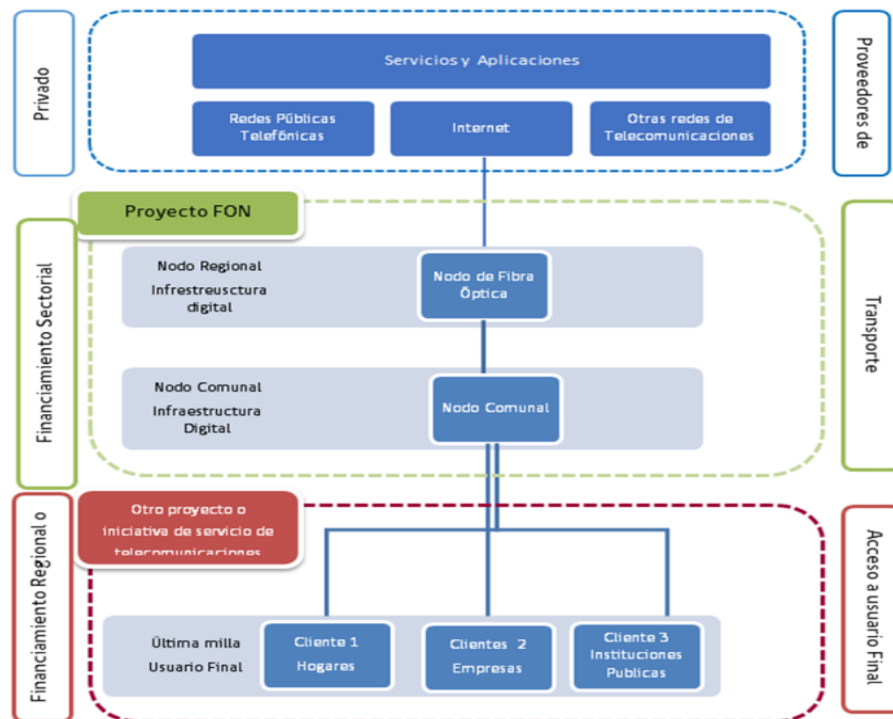 Privado
Servicios y Aplicaciones
Redes Públicas
Telefónicas
Internet
Otras redes de
Telecomunicaciones
Proveedores de
Proyecto FON
Financiamiento Sectorial
Nodo Regional
Infrestreusctura
digital
Nodo de Fibra
Óptica
Nodo Comunal
Infraestructura
Digital
Nodo Comunal
Transporte
Otro proyecto o
iniciativa de servicio de
telecomunicaciones
Financiamiento Regional o
Última milla
Usuario Final
Cliente 1
Hogares
Clientes 2
Empresas
Cliente 3
Instituciones
Publicas
Acceso a usuario Final